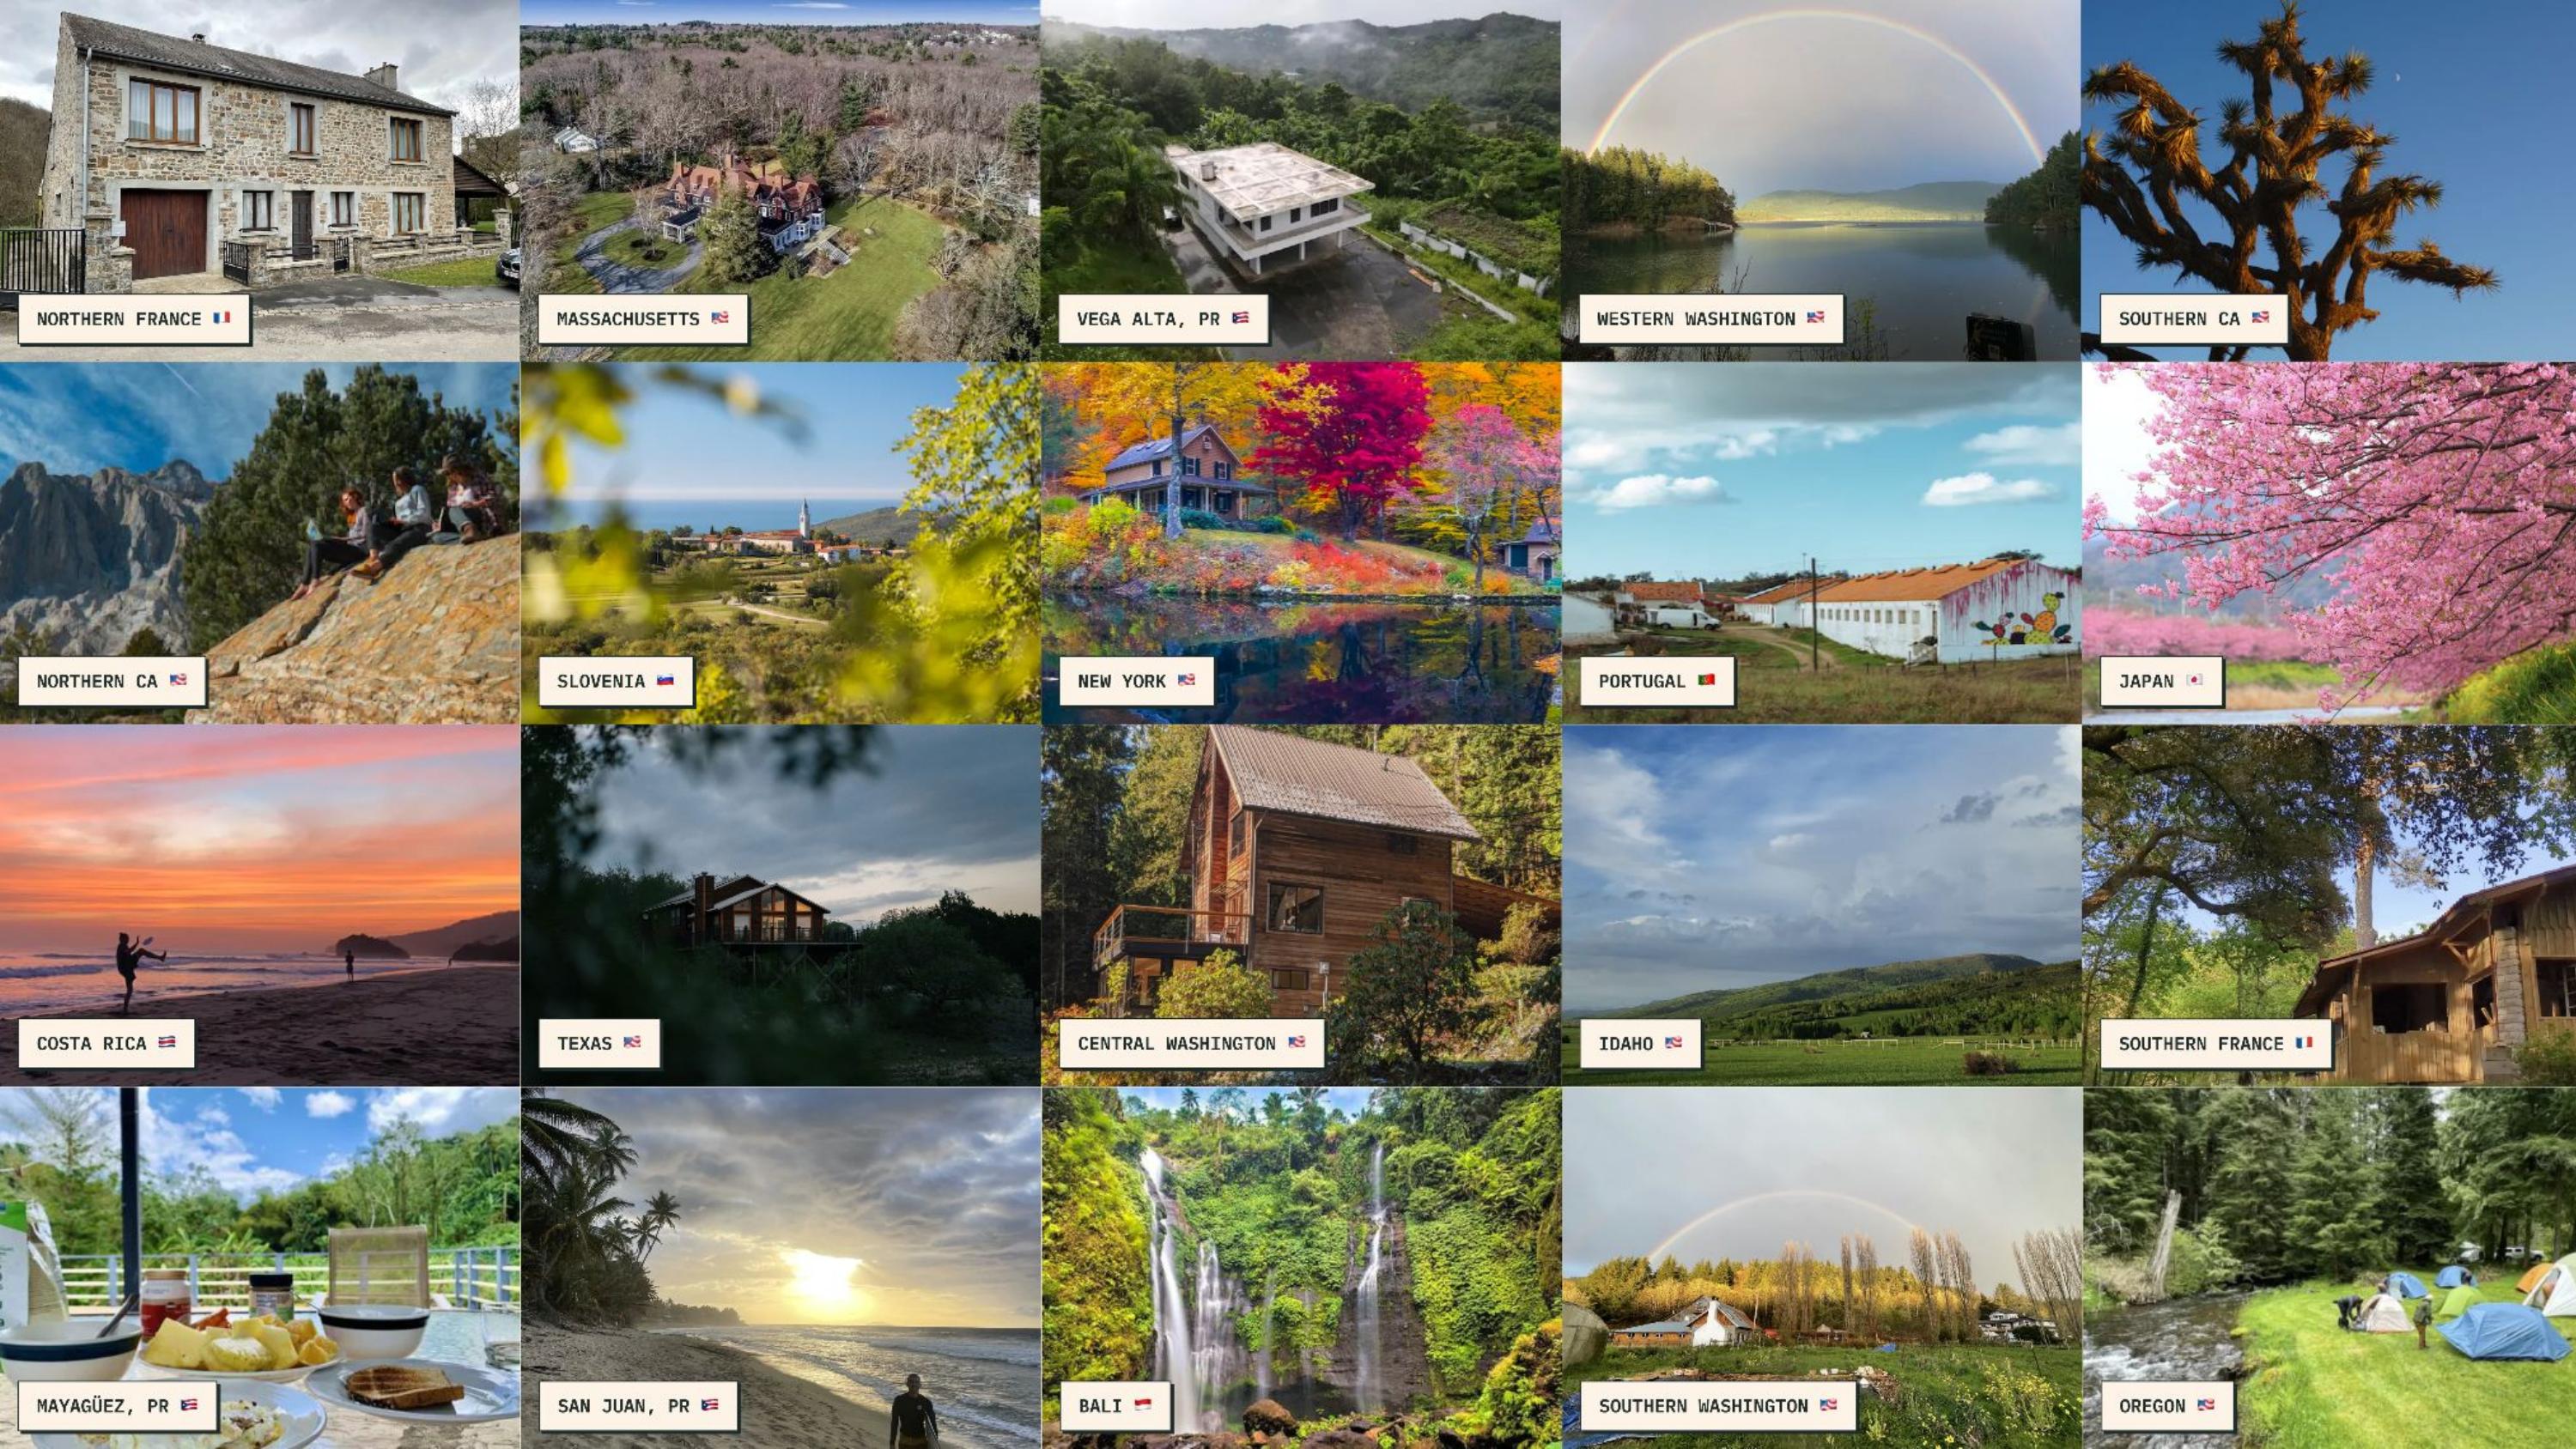 NORTHERN FRANCE 🇫🇷
MASSACHUSETTS 🇺🇸
VEGA ALTA, PR 🇵🇷
WESTERN WASHINGTON 🇺🇸
SOUTHERN CA 🇺🇸
NORTHERN CA 🇺🇸
SLOVENIA 🇸🇮
NEW YORK 🇺🇸
PORTUGAL 🇵🇹
JAPAN 🇯🇵
COSTA RICA 🇨🇷
TEXAS 🇺🇸
CENTRAL WASHINGTON 🇺🇸
IDAHO 🇺🇸
SOUTHERN FRANCE 🇫🇷
MAYAGÜEZ, PR 🇵🇷
SAN JUAN, PR 🇵🇷
BALI 🇮🇩
SOUTHERN WASHINGTON 🇺🇸
OREGON 🇺🇸